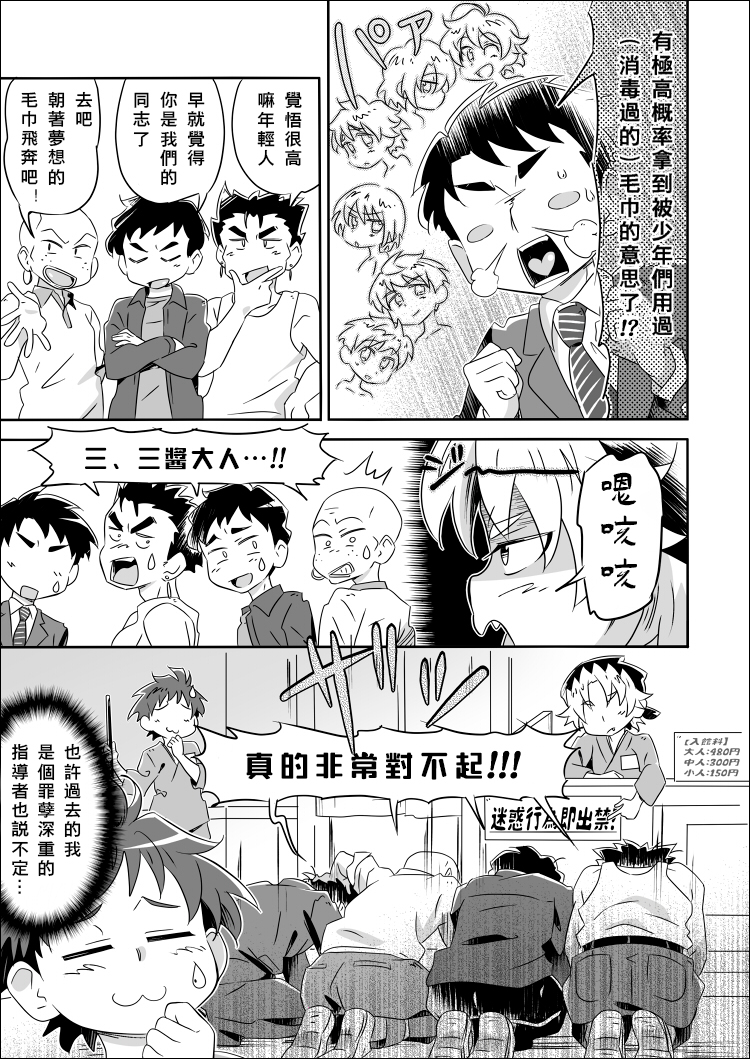 有極高概率拿到被少年們用過
（消毒過的）毛巾的意思了!?
パァ
覺悟很高
嘛年輕人
早就覺得
你是我們的
同志了
去吧
朝著夢想的
毛巾飛奔吧！
嗯咳咳
三、三醬大人…!!
ザザッ
真的非常對不起!!!
【入館料】
大人:480円
中人:300円
小人:150円
迷惑行為即出禁!
也許過去的我
是個罪孽深重的
指導者也説不定…